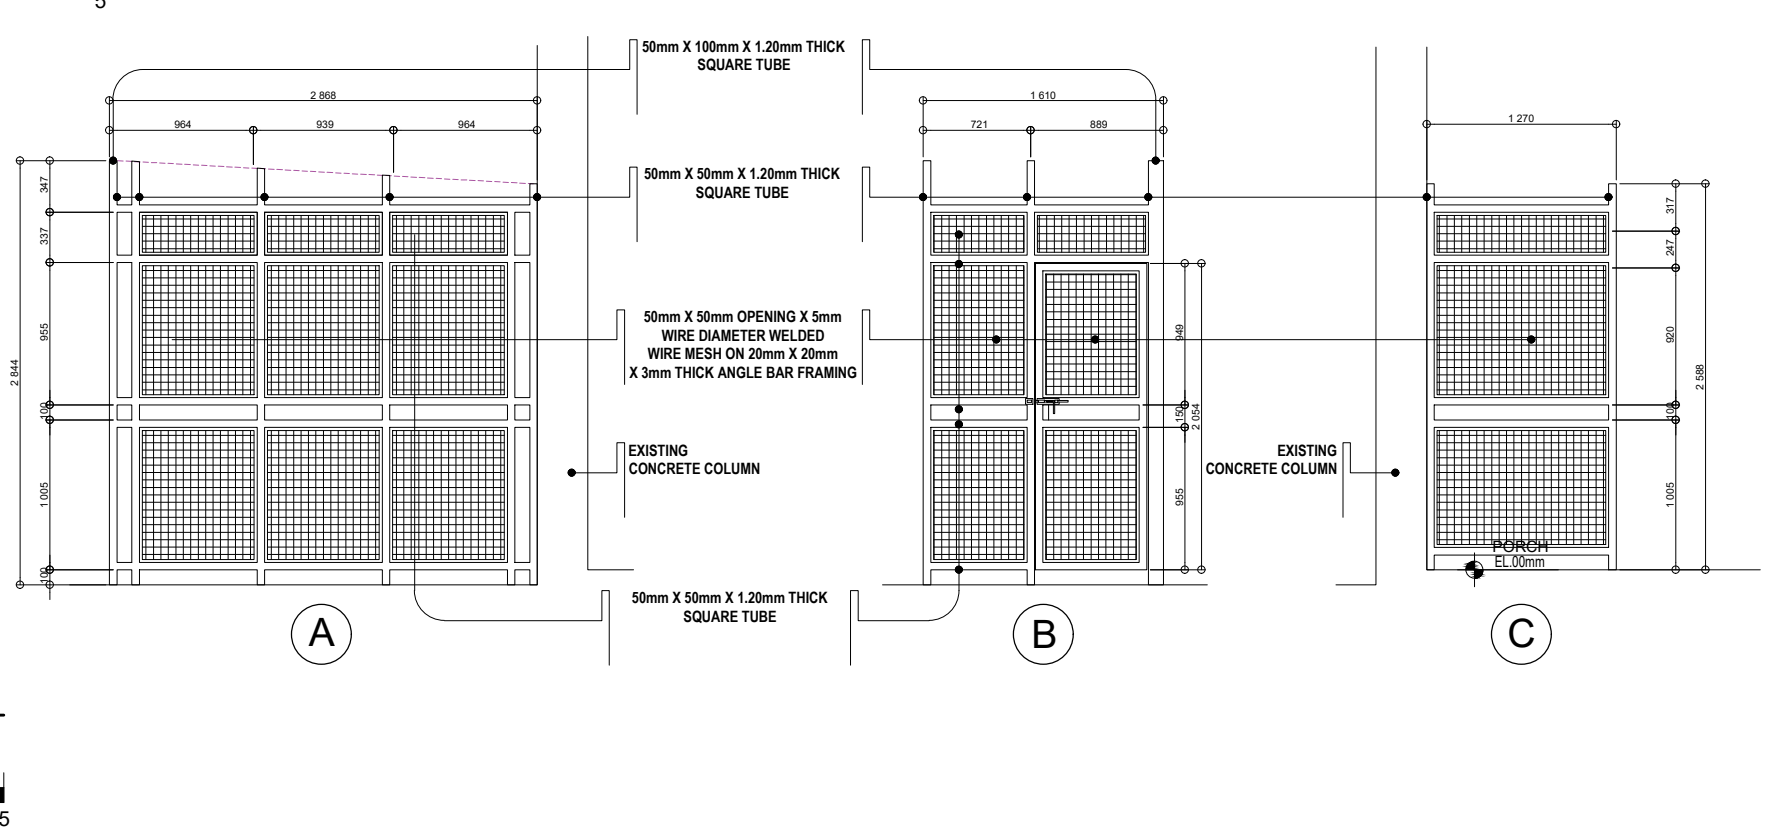 5
50mm X 100mm X 1.20mm THICK
SQUARE TUBE
2 868
964
939
964
1 610
721
889
1 270
50mm X 50mm X 1.20mm THICK
SQUARE TUBE
347
337
955
100
1 005
100
2 844
50mm X 50mm OPENING X 5mm
WIRE DIAMETER WELDED
WIRE MESH ON 20mm X 20mm
X 3mm THICK ANGLE BAR FRAMING
949
150
955
2 054
317
247
920
100
1 005
2 588
EXISTING
CONCRETE COLUMN
EXISTING
CONCRETE COLUMN
PORCH
EL.00mm
50mm X 50mm X 1.20mm THICK
SQUARE TUBE
A
B
C
5